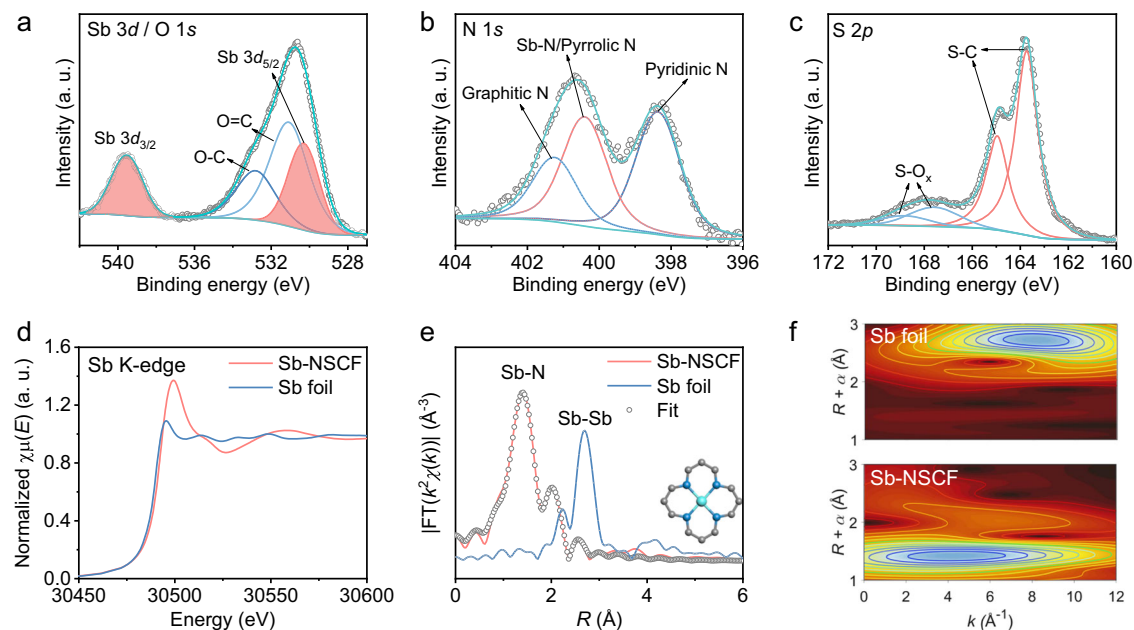 a
Sb 3d / O 1s
Sb 3d5/2
O=C
Sb 3d3/2
O-C
Intensity (a. u.)
540 536 532 528
Binding energy (eV)
b
N 1s
Sb-N/Pyrrolic N
Graphitic N
Pyridinic N
Intensity (a. u.)
404 402 400 398 396
Binding energy (eV)
c
S 2p
S-C
S-Ox
Intensity (a. u.)
172 170 168 166 164 162 160
Binding energy (eV)
d
Sb K-edge
Sb-NSCF
Sb foil
Normalized χμ(E) (a. u.)
1.6
1.2
0.8
0.4
0.0
30450 30500 30550 30600
Energy (eV)
e
Sb-N
Sb-NSCF
Sb foil
Fit
Sb-Sb
|FT(k²χ(k))| (Å⁻³)
0 2 4 6
R (Å)
f
Sb foil
R + α (Å)
3
2
1
Sb-NSCF
R + α (Å)
3
2
1
0 2 4 6 8 10 12
k (Å⁻¹)